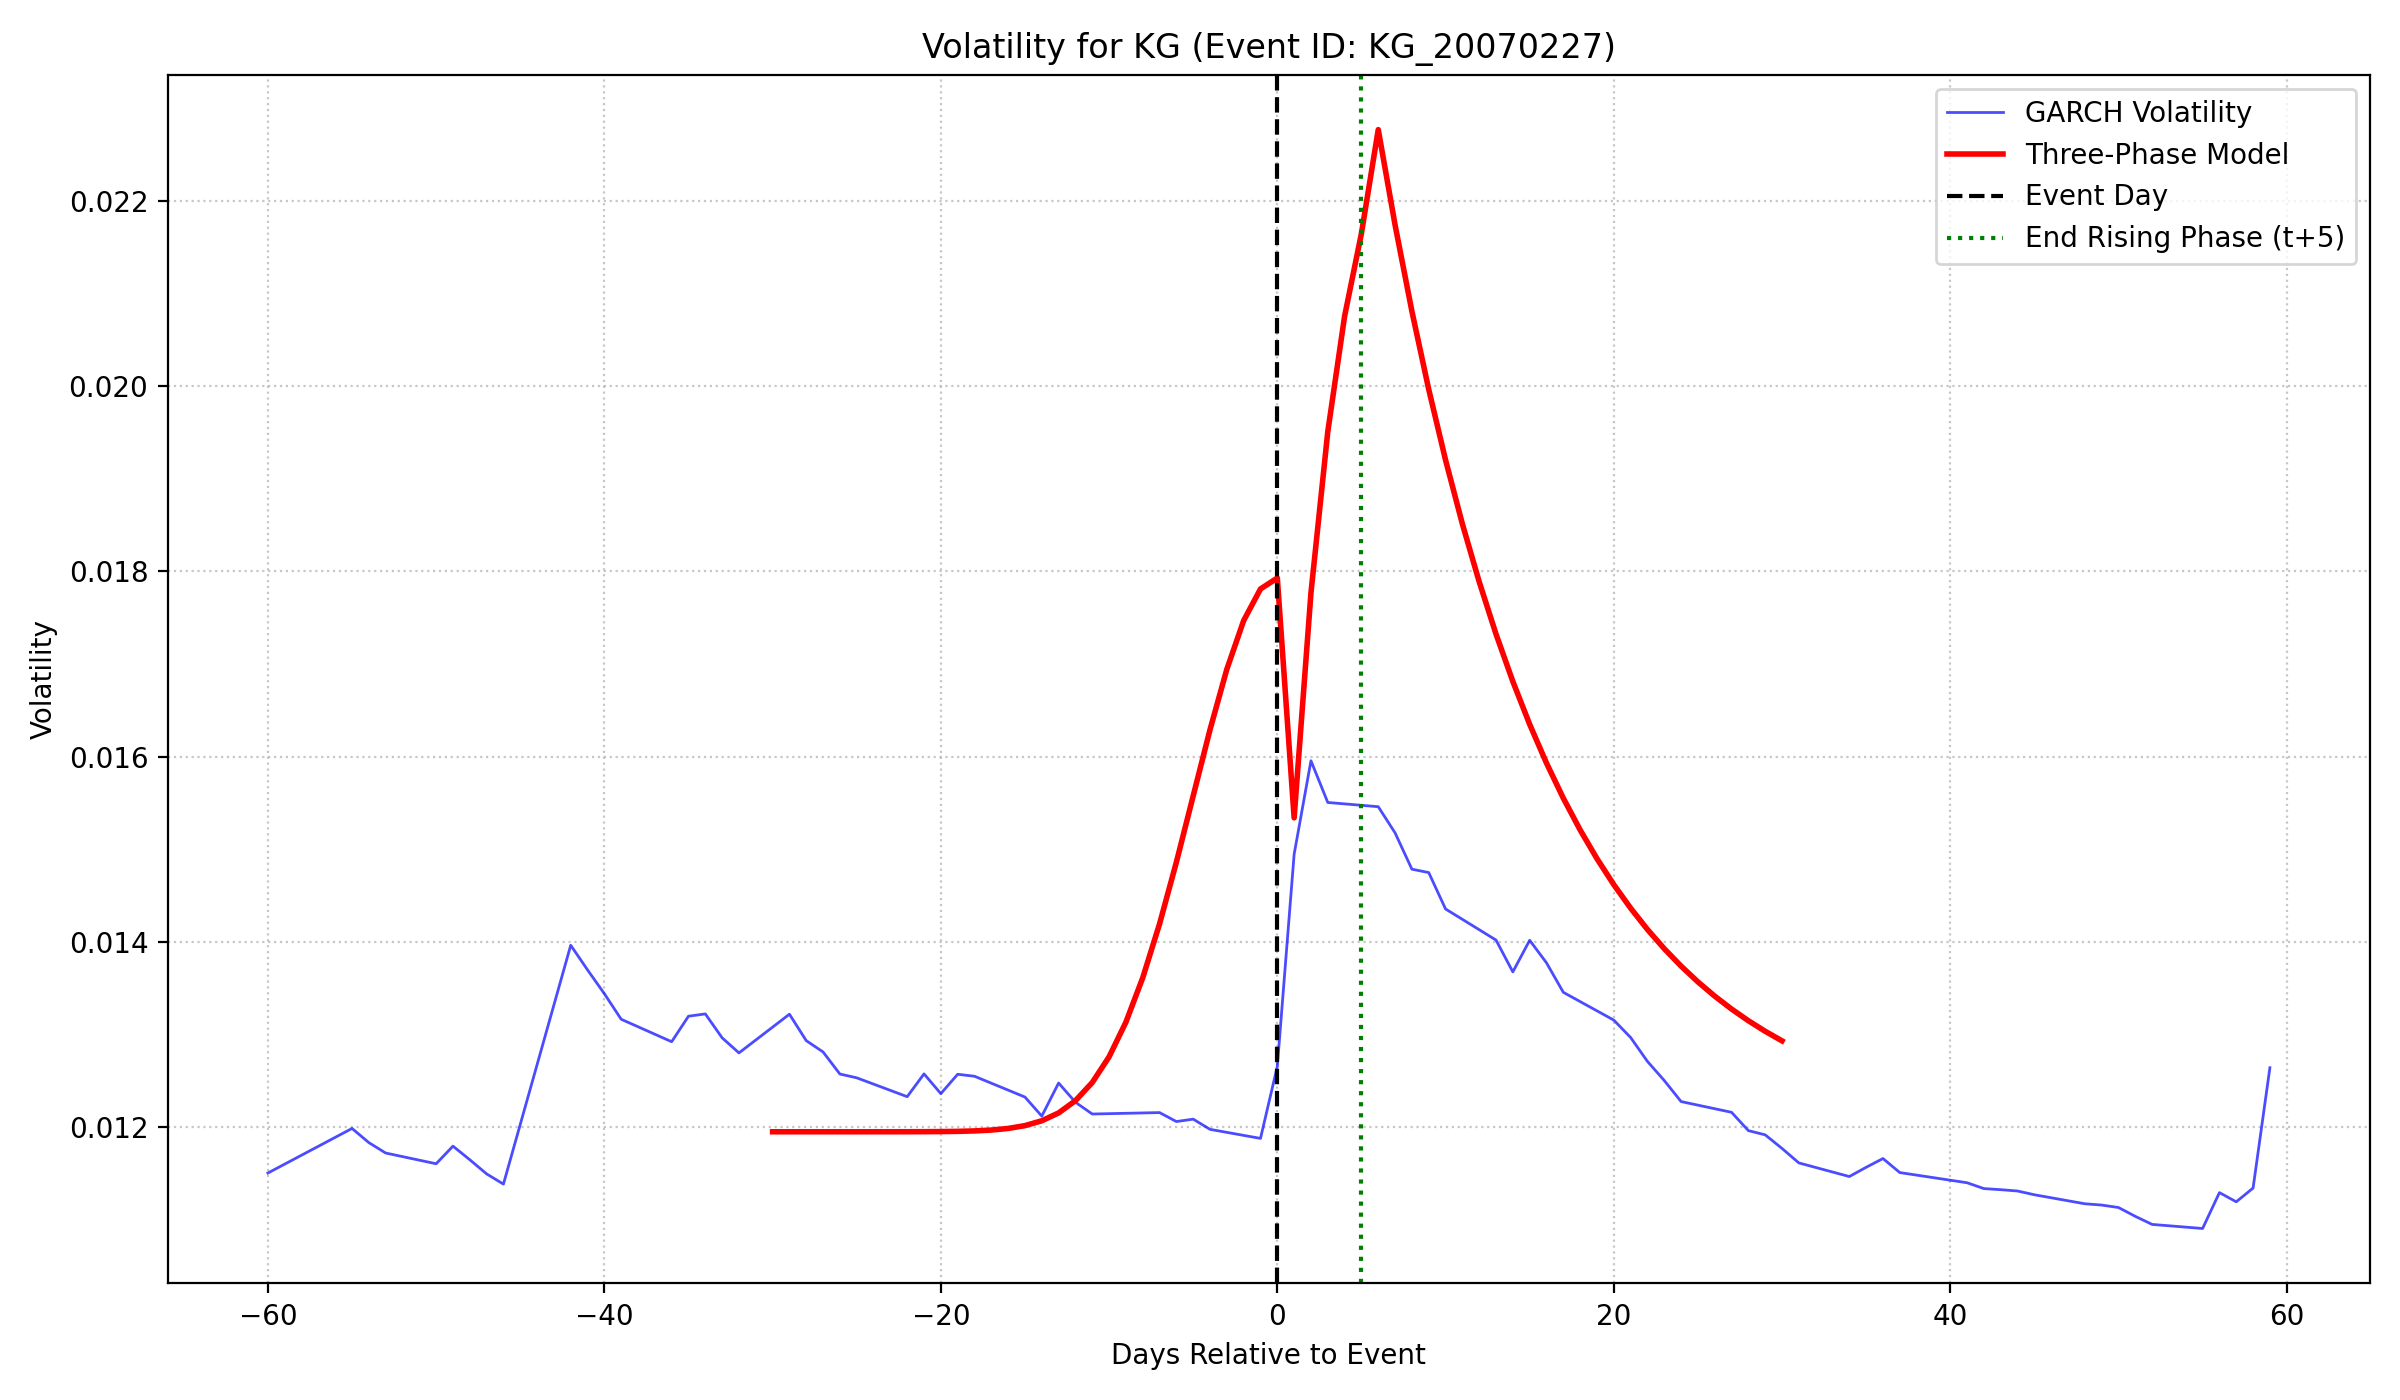 Volatility for KG (Event ID: KG_20070227)
GARCH Volatility
Three-Phase Model
Event Day
End Rising Phase (t+5)
Volatility
0.022
0.020
0.018
0.016
0.014
0.012
−60
−40
−20
0
20
40
60
Days Relative to Event